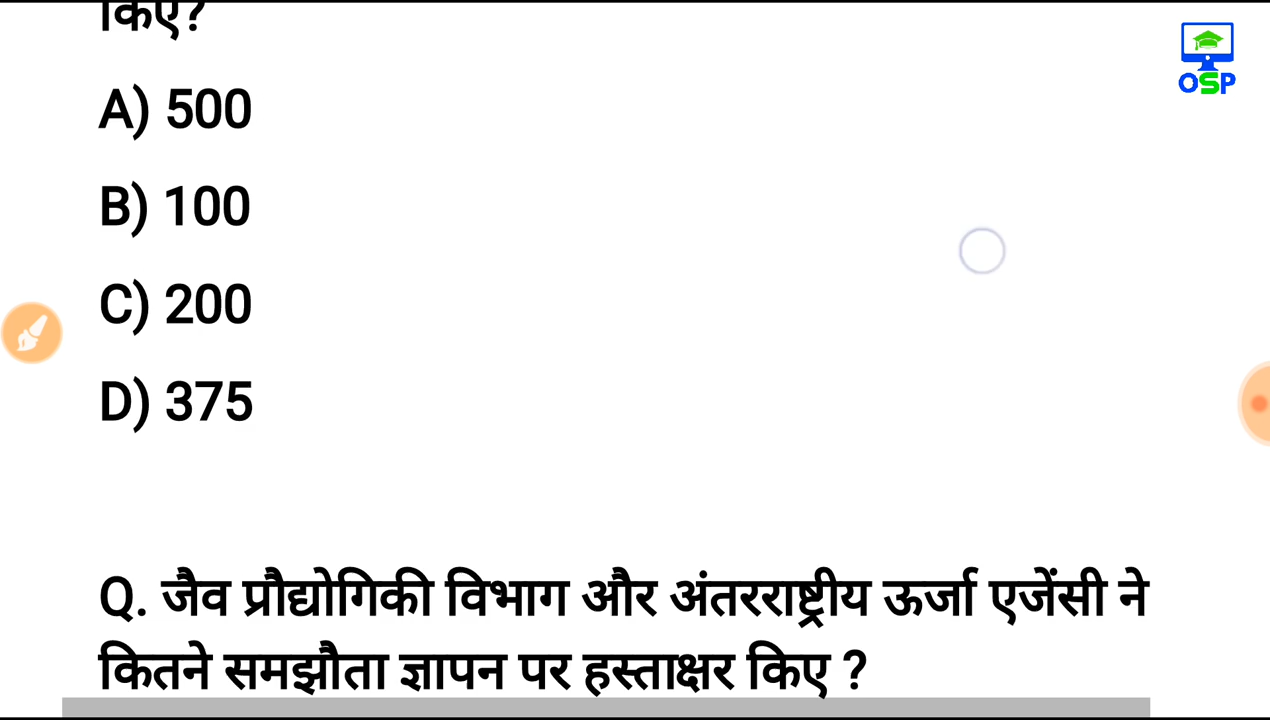 किए?
OSP
A) 500
B) 100
C) 200
D) 375
Q. जैव प्रौद्योगिकी विभाग और अंतरराष्ट्रीय ऊर्जा एजेंसी ने
कितने समझौता ज्ञापन पर हस्ताक्षर किए ?